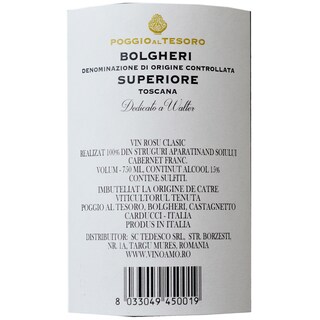 POGGIO AL TESORO
BOLGHERI
DENOMINAZIONE DI ORIGINE CONTROLLATA
SUPERIORE
TOSCANA
Dedicato a Walter
VIN ROSU CLASIC
REALIZAT 100% DIN STRUGURI APARATINAND SOIULUI
CABERNET FRANC.
VOLUM - 750 ML, CONTINUT ALCOOL 15%
CONTINE SULFITI.
IMBUTELIAT LA ORIGINE DE CATRE
VITICULTORUL TENUTA
POGGIO AL TESORO, BOLGHERI, CASTAGNETO
CARDUCCI - ITALIA
PRODUS IN ITALIA
DISTRIBUITOR: SC TEDESCO SRL, STR. BORZESTI,
NR. 1A, TARGU MURES, ROMANIA
WWW.VINOAMO.RO
8 033049 450019